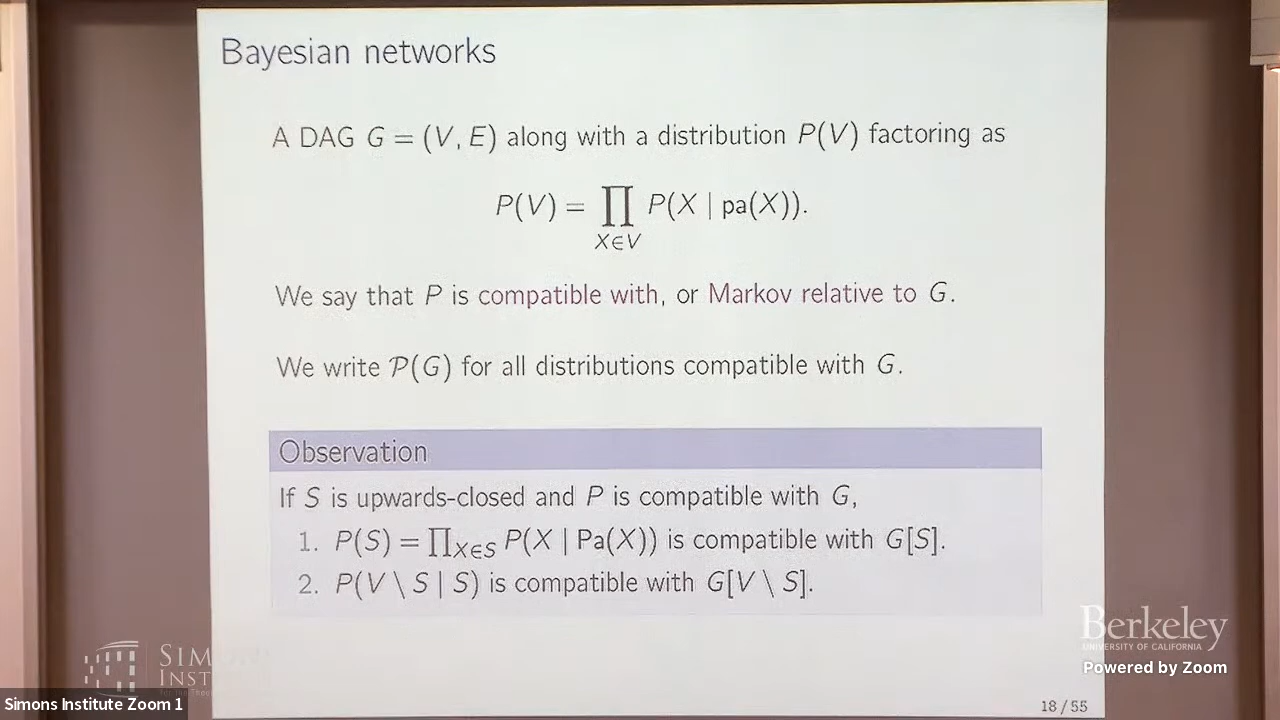 Bayesian networks
A DAG G = (V, E) along with a distribution P(V) factoring as
P(V) = ∏ P(X | pa(X)).
X∈V
We say that P is compatible with, or Markov relative to G.
We write 𝒫(G) for all distributions compatible with G.
Observation
If S is upwards-closed and P is compatible with G,
1. P(S) = ∏_{X∈S} P(X | Pa(X)) is compatible with G[S].
2. P(V \ S | S) is compatible with G[V \ S].
Berkeley
UNIVERSITY OF CALIFORNIA
Powered by Zoom
Simons Institute Zoom 1
18 / 55